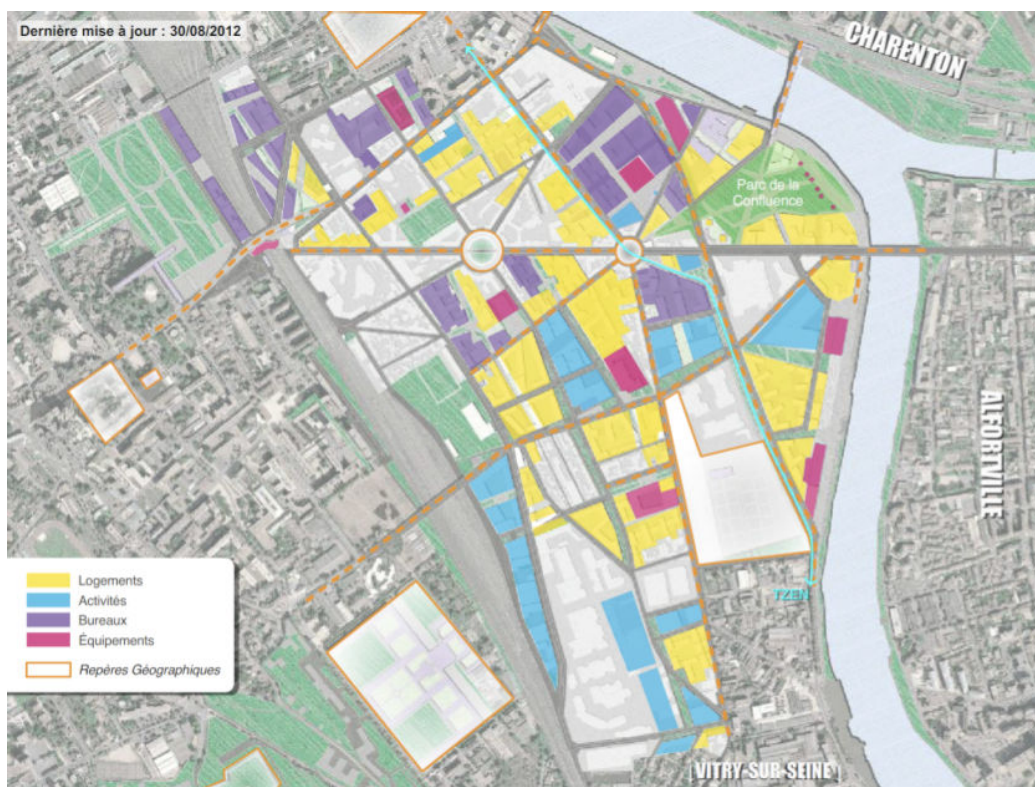 Dernière mise à jour : 30/08/2012
CHARENTON
Parc de la
Confluence
ALFORTVILLE
Logements
Activités
Bureaux
Équipements
Repères Géographiques
TZEN
[VITRY-SUR-SEINE]